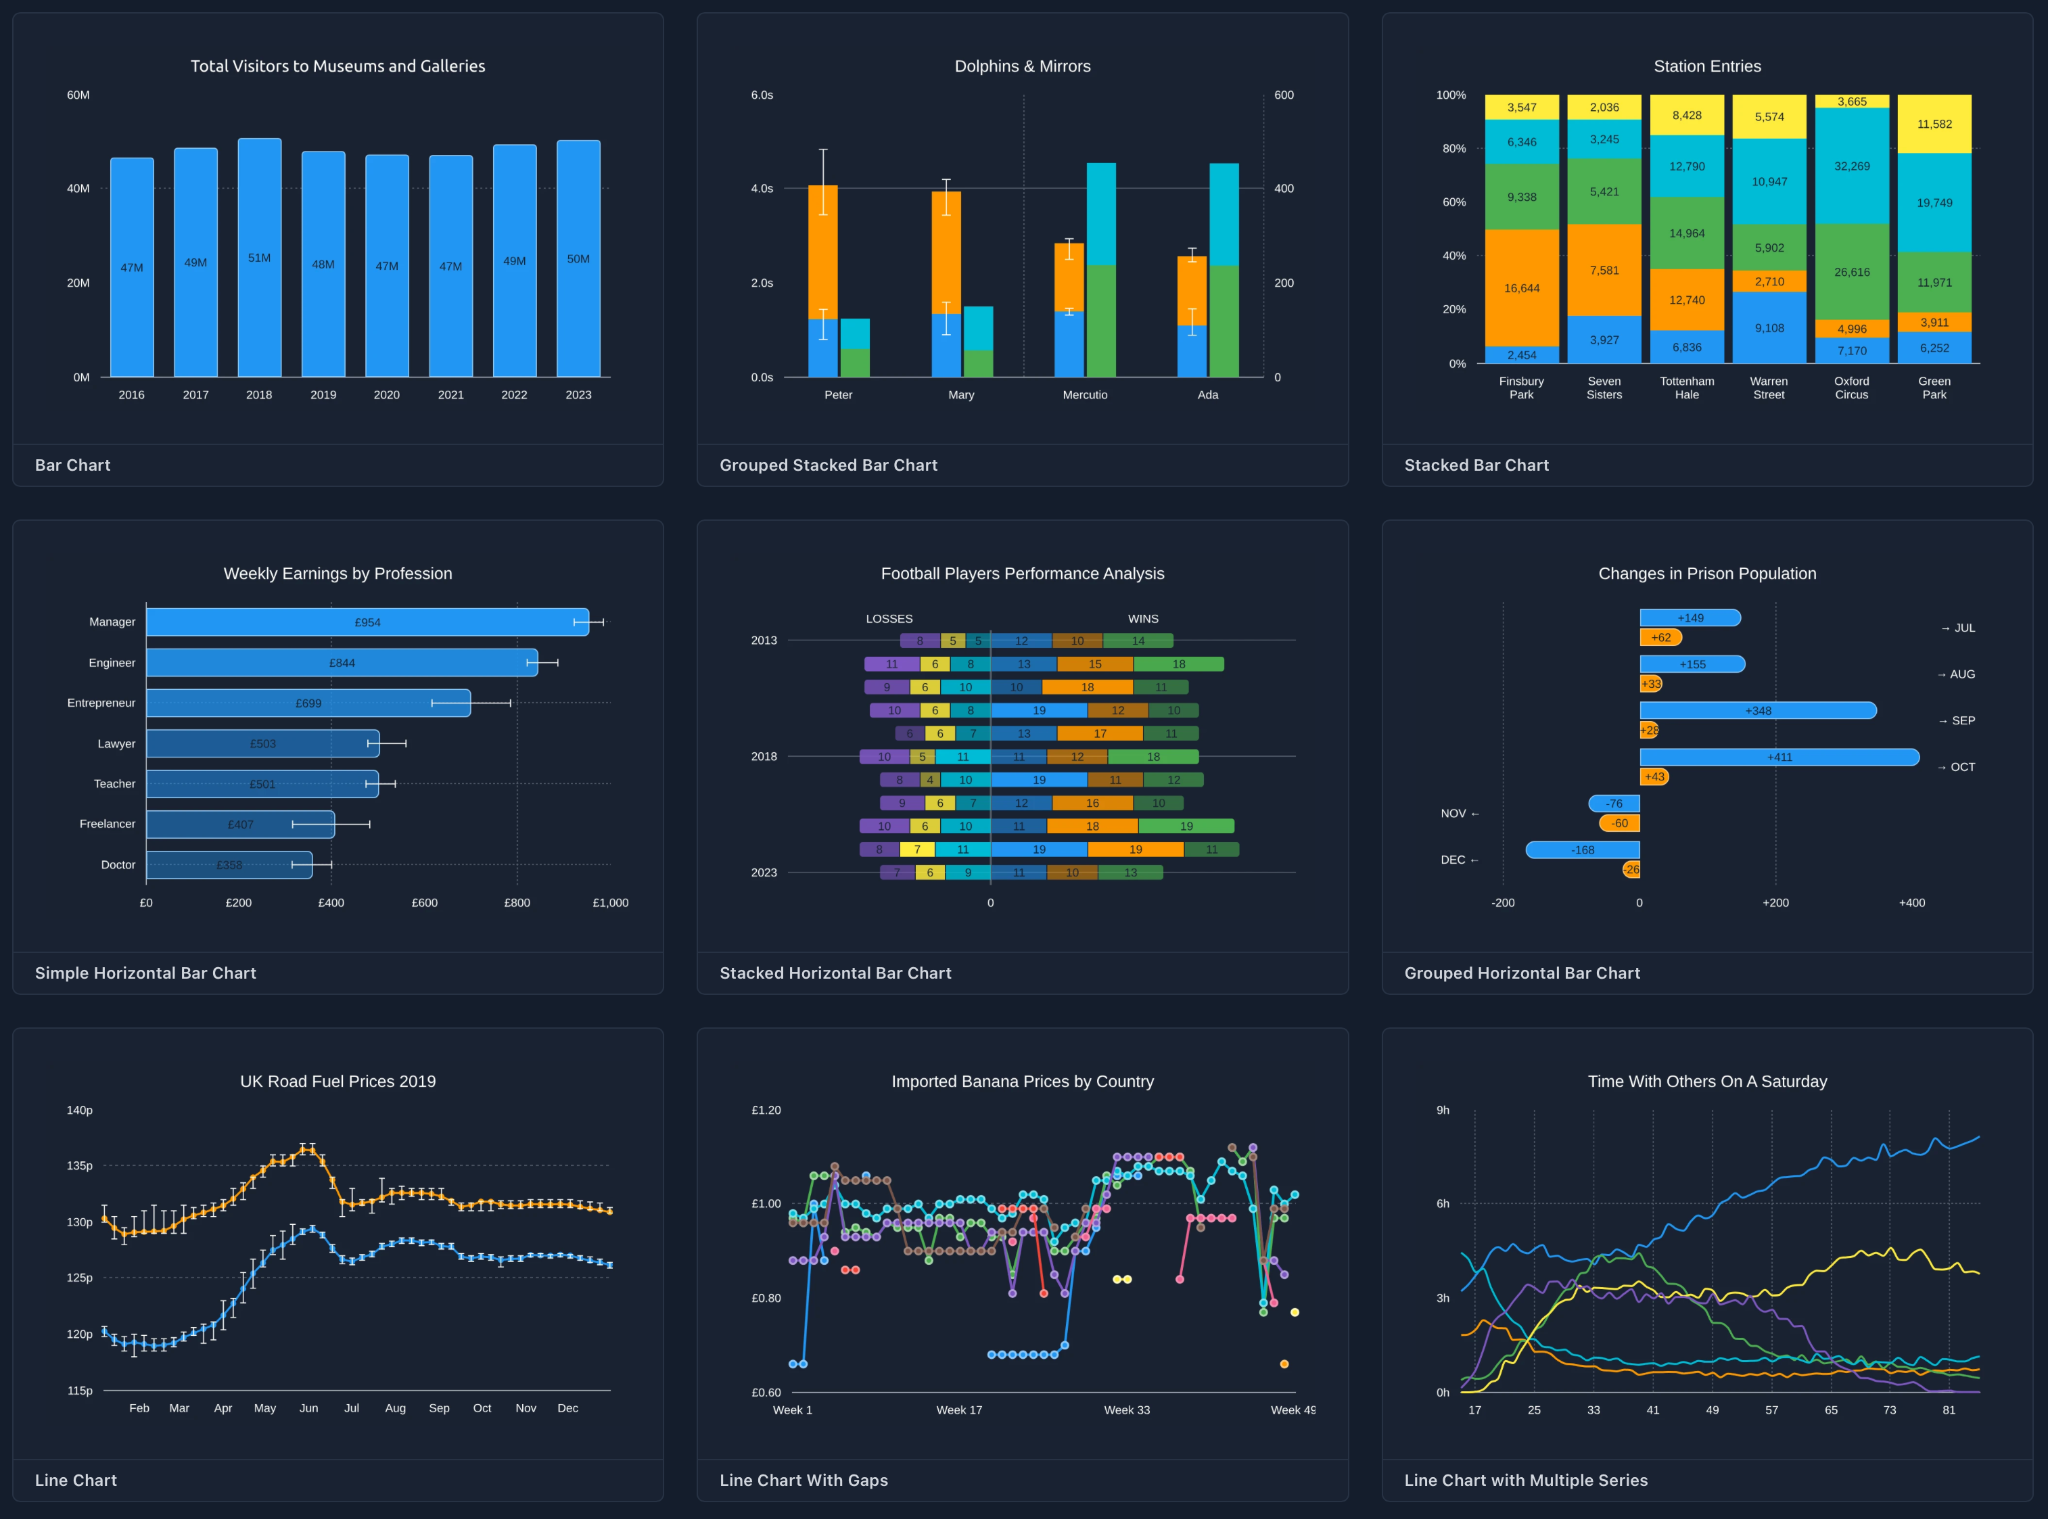 Total Visitors to Museums and Galleries
60M
40M
20M
0M
47M
49M
51M
48M
47M
47M
49M
50M
2016 2017 2018 2019 2020 2021 2022 2023
Bar Chart
Dolphins & Mirrors
6.0s 600
4.0s 400
2.0s 200
0.0s 0
Peter Mary Mercutio Ada
Grouped Stacked Bar Chart
Station Entries
100%
80%
60%
40%
20%
0%
3,547 2,036 8,428 5,574 3,665 11,582
6,346 3,245 12,790 10,947 32,269 19,749
9,338 5,421 14,964 5,902 26,616 11,971
16,644 7,581 12,740 2,710 4,996 3,911
2,454 3,927 6,836 9,108 7,170 6,252
Finsbury Seven Tottenham Warren Oxford Green
Park Sisters Hale Street Circus Park
Stacked Bar Chart
Weekly Earnings by Profession
Manager £954
Engineer £844
Entrepreneur £699
Lawyer £503
Teacher £501
Freelancer £407
Doctor £358
£0 £200 £400 £600 £800 £1,000
Simple Horizontal Bar Chart
Football Players Performance Analysis
LOSSES WINS
2013 8 5 5 12 10 14
11 6 8 13 15 18
9 6 10 10 18 11
10 6 8 19 12 10
6 6 7 13 17 11
2018 10 5 11 11 12 18
8 4 10 19 11 12
9 6 7 12 16 10
10 6 10 11 18 19
8 7 11 19 19 11
2023 7 6 9 11 10 13
0
Stacked Horizontal Bar Chart
Changes in Prison Population
+149
→ JUL
+62
+155
→ AUG
+33
+348
→ SEP
+28
+411
→ OCT
+43
-76
NOV ←
-60
-168
DEC ←
-26
-200 0 +200 +400
Grouped Horizontal Bar Chart
UK Road Fuel Prices 2019
140p
135p
130p
125p
120p
115p
Feb Mar Apr May Jun Jul Aug Sep Oct Nov Dec
Line Chart
Imported Banana Prices by Country
£1.20
£1.00
£0.80
£0.60
Week 1 Week 17 Week 33 Week 49
Line Chart With Gaps
Time With Others On A Saturday
9h
6h
3h
0h
17 25 33 41 49 57 65 73 81
Line Chart with Multiple Series